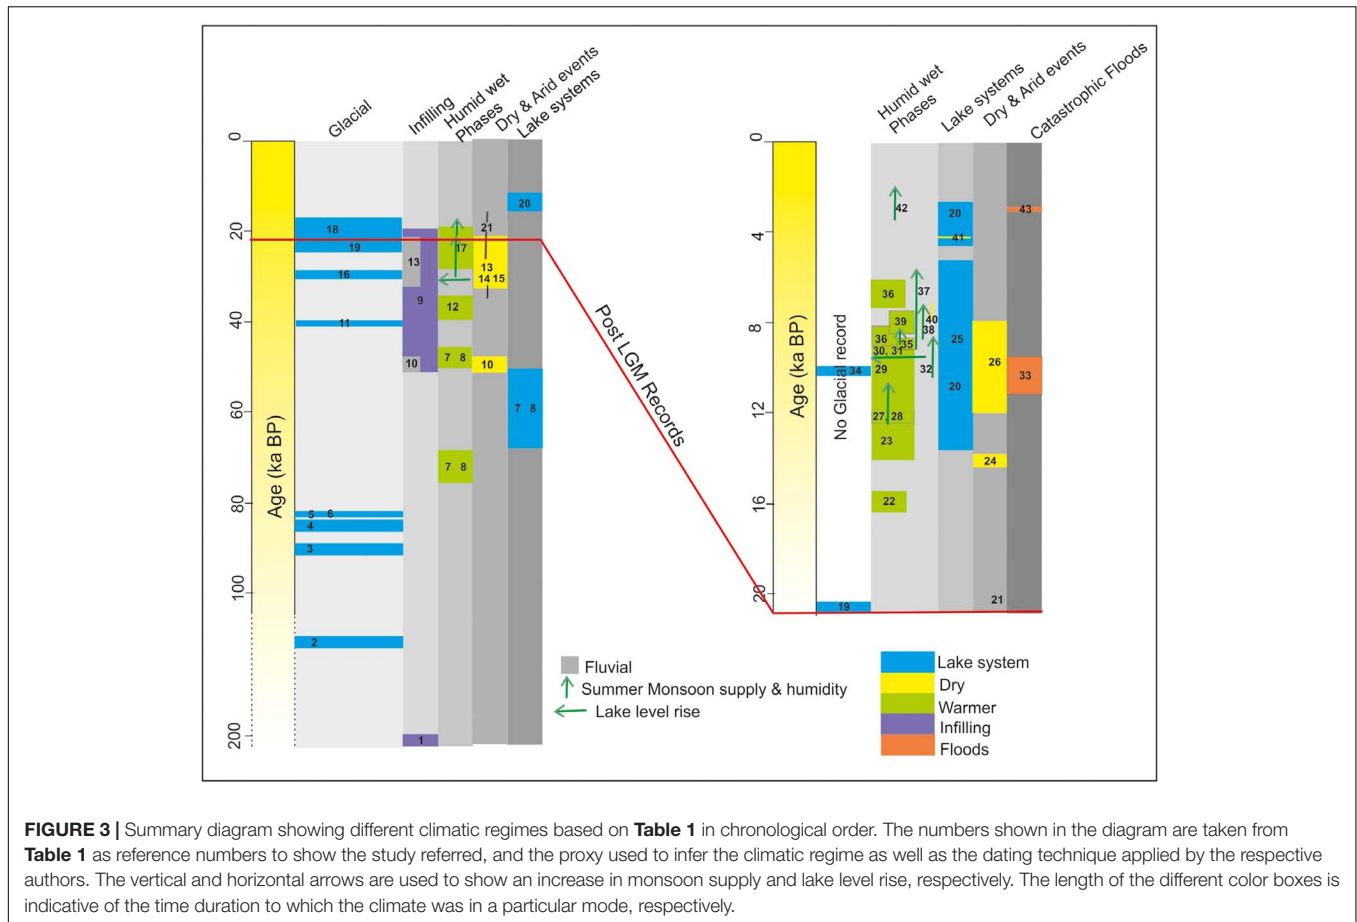 Glacial
Infilling
Humid wet
Phases
Dry & Arid events
Lake systems
0
20
40
60
80
100
200
Age (ka BP)
20
18
21
19
17
13
13
16
14 15
9
12
11
7 8
10
10
7 8
7 8
5 6
4
3
2
1
Post LGM Records
Humid wet
Phases
Lake systems
Dry & Arid events
Catastrophic Floods
0
4
8
12
16
20
Age (ka BP)
No Glacial record
42
20
43
41
37
36
39
40
38
36
35
25
30, 31
26
34
29
32
33
20
27, 28
23
24
22
19
21
Fluvial
Summer Monsoon supply & humidity
Lake level rise
Lake system
Dry
Warmer
Infilling
Floods
FIGURE 3 | Summary diagram showing different climatic regimes based on Table 1 in chronological order. The numbers shown in the diagram are taken from
Table 1 as reference numbers to show the study referred, and the proxy used to infer the climatic regime as well as the dating technique applied by the respective
authors. The vertical and horizontal arrows are used to show an increase in monsoon supply and lake level rise, respectively. The length of the different color boxes is
indicative of the time duration to which the climate was in a particular mode, respectively.